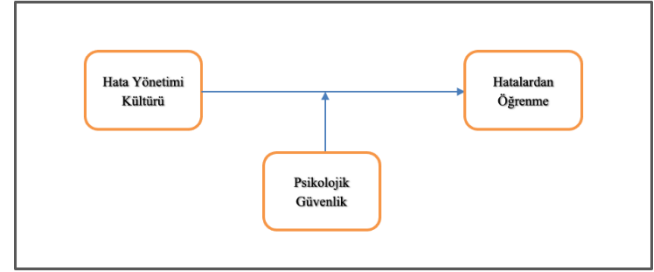 Hata Yönetimi
Kültürü
Hatalardan
Öğrenme
Psikolojik
Güvenlik